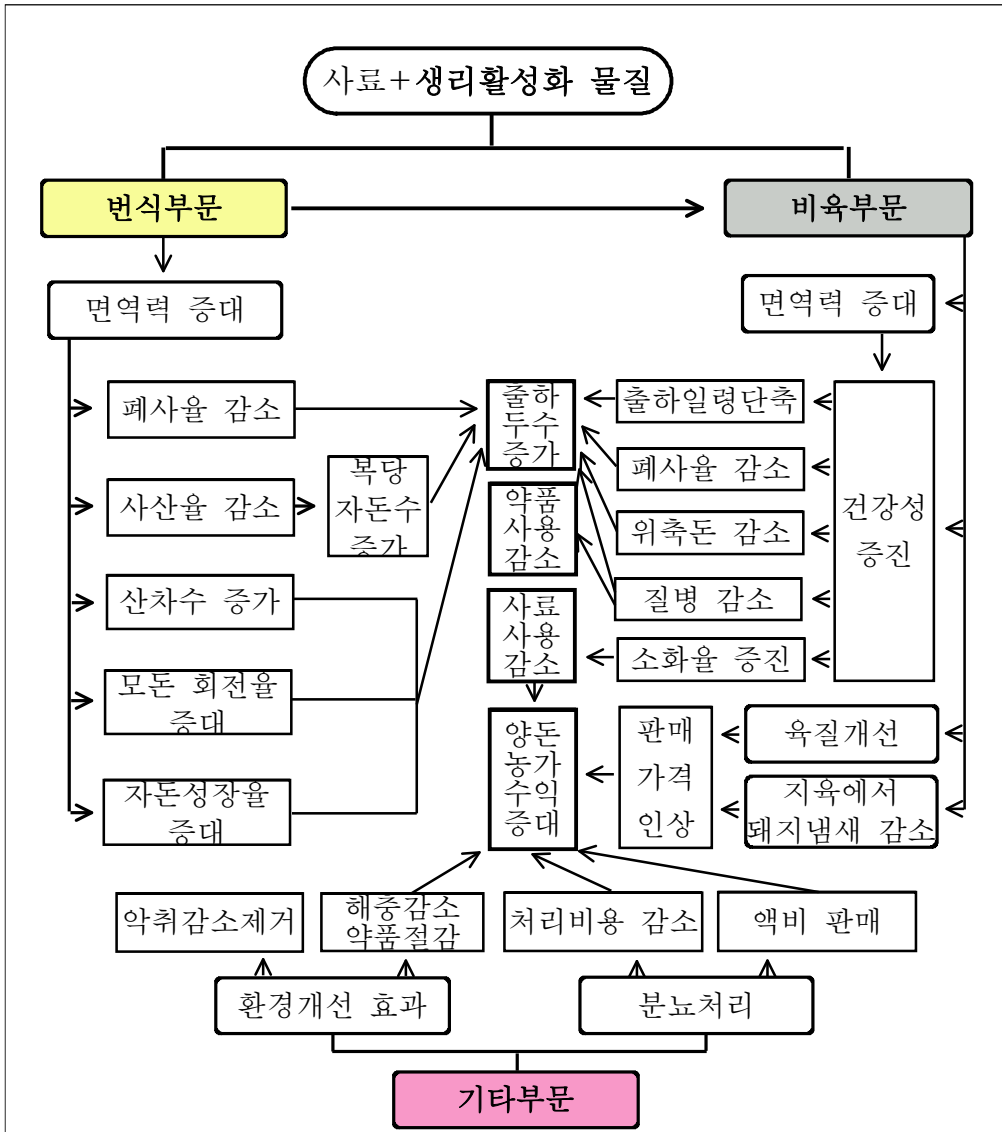 사료+생리활성화 물질
번식부문
비육부문
면역력 증대
면역력 증대
폐사율 감소
출하
두수
증가
출하일령단축
건강성
증진
사산율 감소
복당
자돈수
증가
폐사율 감소
약품
사용
감소
위축돈 감소
산차수 증가
질병 감소
사료
사용
감소
소화율 증진
모돈 회전율
증대
양돈
농가
수익
증대
판매
가격
인상
육질개선
자돈성장율
증대
지육에서
돼지냄새 감소
악취감소제거
해충감소
약품절감
처리비용 감소
액비 판매
환경개선 효과
분뇨처리
기타부문